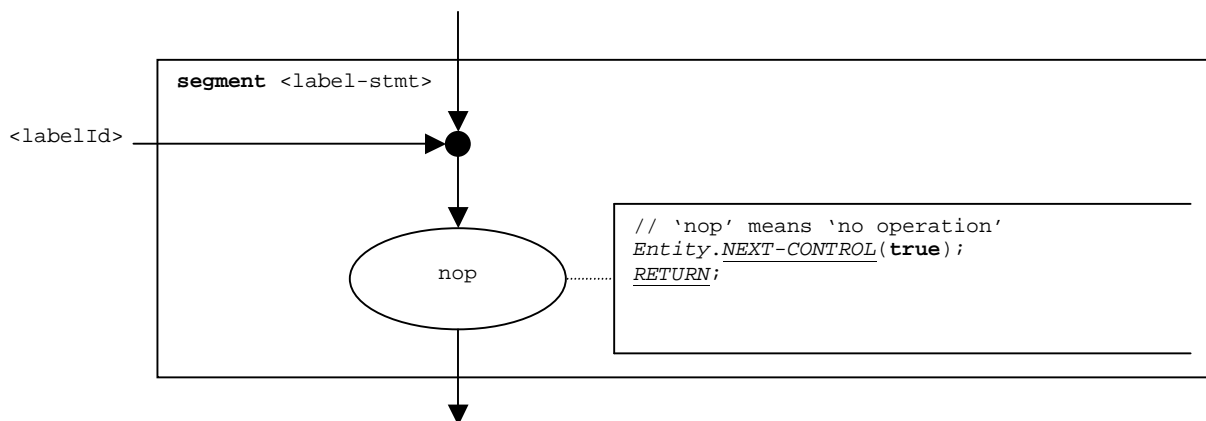 segment <label-stmt>
<labelId>
// ‘nop’ means ‘no operation’
Entity.NEXT-CONTROL(true);
nop
RETURN;